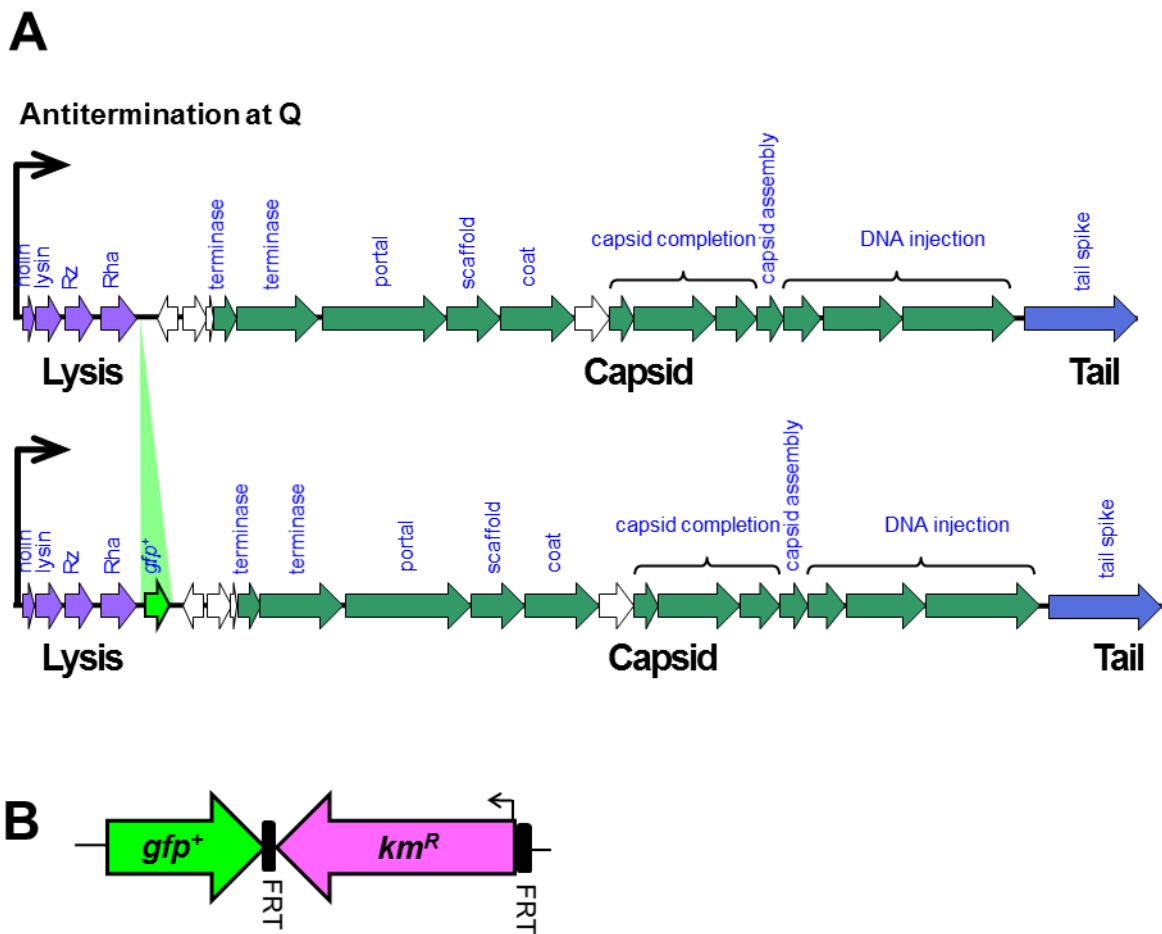 A
Antitermination at Q
holin
lysin
Rz
Rha
terminase
terminase
portal
scaffold
coat
capsid completion
capsid assembly
DNA injection
tail spike
Lysis
Capsid
Tail
holin
lysin
Rz
Rha
gfp+
terminase
terminase
portal
scaffold
coat
capsid completion
capsid assembly
DNA injection
tail spike
Lysis
Capsid
Tail
B
gfp+
FRT
kmR
FRT